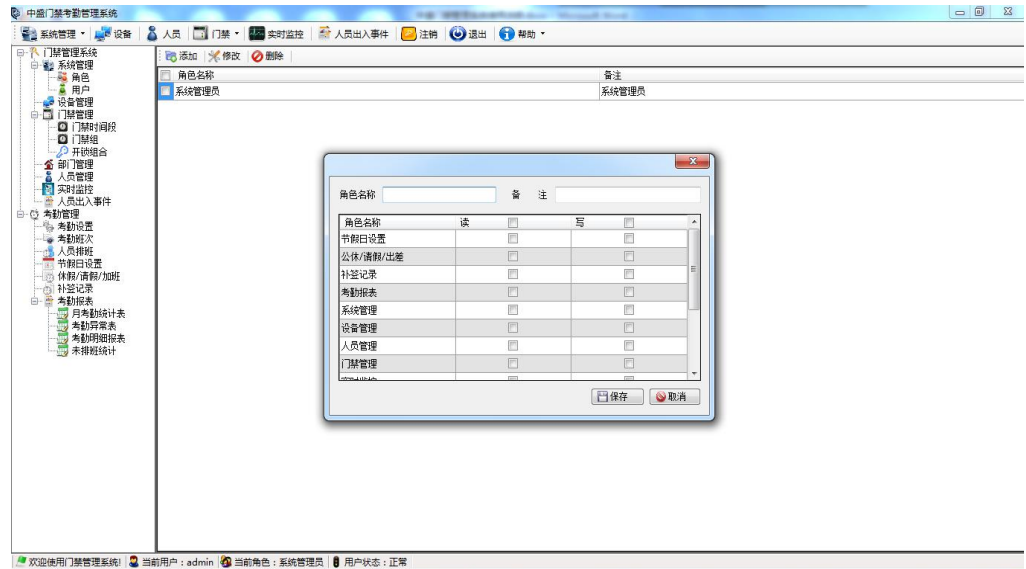 中盛门禁考勤管理系统
系统管理 设备 人员 门禁 实时监控 人员出入事件 注销 退出 帮助
门禁管理系统
系统管理
角色
用户
设备管理
门禁管理
门禁时间段
门禁组
开锁组合
部门管理
人员管理
实时监控
人员出入事件
考勤管理
考勤设置
考勤班次
人员排班
节假日设置
休假/请假/加班
补签记录
考勤报表
月考勤统计表
考勤异常表
考勤明细报表
未排班统计
添加 修改 删除
角色名称 备注
系统管理员 系统管理员
角色名称 备 注
角色名称 读 写
节假日设置
公休/请假/出差
补签记录
考勤报表
系统管理
设备管理
人员管理
门禁管理
保存 取消
欢迎使用门禁管理系统! 当前用户：admin 当前角色：系统管理员 用户状态：正常